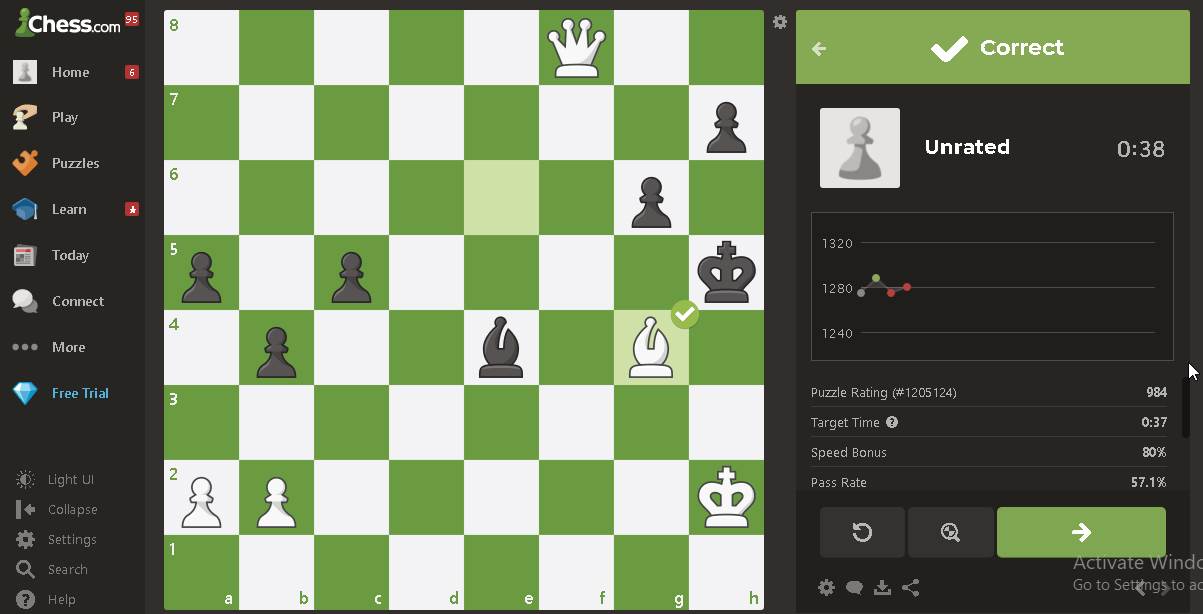 Chess.com 95
Home 6
Play
Puzzles
Learn
Today
Connect
More
Free Trial
Light UI
Collapse
Settings
Search
Help
8
7
6
5
4
3
2
1
a b c d e f g h
Correct
Unrated 0:38
1320
1280
1240
Puzzle Rating (#1205124) 984
Target Time ? 0:37
Speed Bonus 80%
Pass Rate 57.1%
Activate Windo
Go to Settings to ac